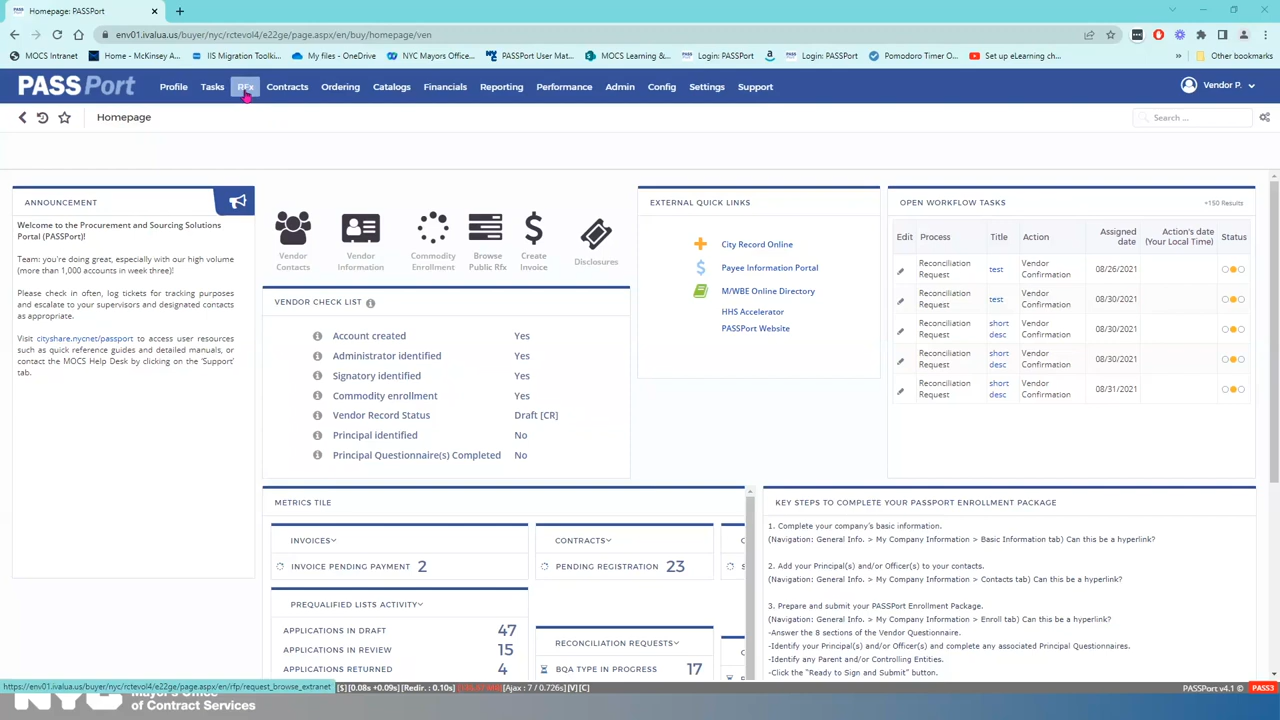 Homepage: PASSPort
env01.ivalua.us/buyer/nyc/rctevol4/e22ge/page.aspx/en/buy/homepage/ven
MOCS Intranet
Home - McKinsey A...
IIS Migration Toolki...
My files - OneDrive
NYC Mayors Office...
PASSPort User Mat...
MOCS Learning &...
Login: PASSPort
Login: PASSPort
Pomodoro Timer O...
Set up eLearning ch...
Other bookmarks
PASSPort
Profile
Tasks
RFx
Contracts
Ordering
Catalogs
Financials
Reporting
Performance
Admin
Config
Settings
Support
Vendor P.
Homepage
Search ...
ANNOUNCEMENT
Welcome to the Procurement and Sourcing Solutions
Portal (PASSPort)!
Team: you're doing great, especially with our high volume
(more than 1,000 accounts in week three)!
Please check in often, log tickets for tracking purposes
and escalate to your supervisors and designated contacts
as appropriate.
Visit cityshare.nycnet/passport to access user resources
such as quick reference guides and detailed manuals, or
contact the MOCS Help Desk by clicking on the 'Support'
tab.
Vendor
Contacts
Vendor
Information
Commodity
Enrollment
Browse
Public Rfx
Create
Invoice
Disclosures
VENDOR CHECK LIST
Account created Yes
Administrator identified Yes
Signatory identified Yes
Commodity enrollment Yes
Vendor Record Status Draft [CR]
Principal identified No
Principal Questionnaire(s) Completed No
EXTERNAL QUICK LINKS
City Record Online
Payee Information Portal
M/WBE Online Directory
HHS Accelerator
PASSPort Website
OPEN WORKFLOW TASKS
+150 Results
Edit Process Title Action Assigned date Action's date (Your Local Time) Status
Reconciliation Request test Vendor Confirmation 08/26/2021
Reconciliation Request test Vendor Confirmation 08/30/2021
Reconciliation Request short desc Vendor Confirmation 08/30/2021
Reconciliation Request short desc Vendor Confirmation 08/30/2021
Reconciliation Request short desc Vendor Confirmation 08/31/2021
METRICS TILE
INVOICES
INVOICE PENDING PAYMENT 2
CONTRACTS
PENDING REGISTRATION 23
PREQUALIFIED LISTS ACTIVITY
APPLICATIONS IN DRAFT 47
APPLICATIONS IN REVIEW 15
APPLICATIONS RETURNED 4
RECONCILIATION REQUESTS
BQA TYPE IN PROGRESS 17
KEY STEPS TO COMPLETE YOUR PASSPORT ENROLLMENT PACKAGE
1. Complete your company's basic information.
(Navigation: General Info. > My Company Information > Basic Information tab) Can this be a hyperlink?
2. Add your Principal(s) and/or Officer(s) to your contacts.
(Navigation: General Info. > My Company Information > Contacts tab) Can this be a hyperlink?
3. Prepare and submit your PASSPort Enrollment Package.
(Navigation: General Info. > My Company Information > Enroll tab) Can this be a hyperlink?
-Answer the 8 sections of the Vendor Questionnaire.
-Identify your Principal(s) and/or Officer(s) and complete any associated Principal Questionnaires.
-Identify any Parent and/or Controlling Entities.
-Click the "Ready to Sign and Submit" button.
https://env01.ivalua.us/buyer/nyc/rctevol4/e22ge/page.aspx/en/rfp/request_browse_extranet
[S][0.08s +0.09s][Redir. : 0.10s] [Ajax : 7 / 0.726s][V][C]
PASSPort v4.1 ©
PASS3
of Contract Services